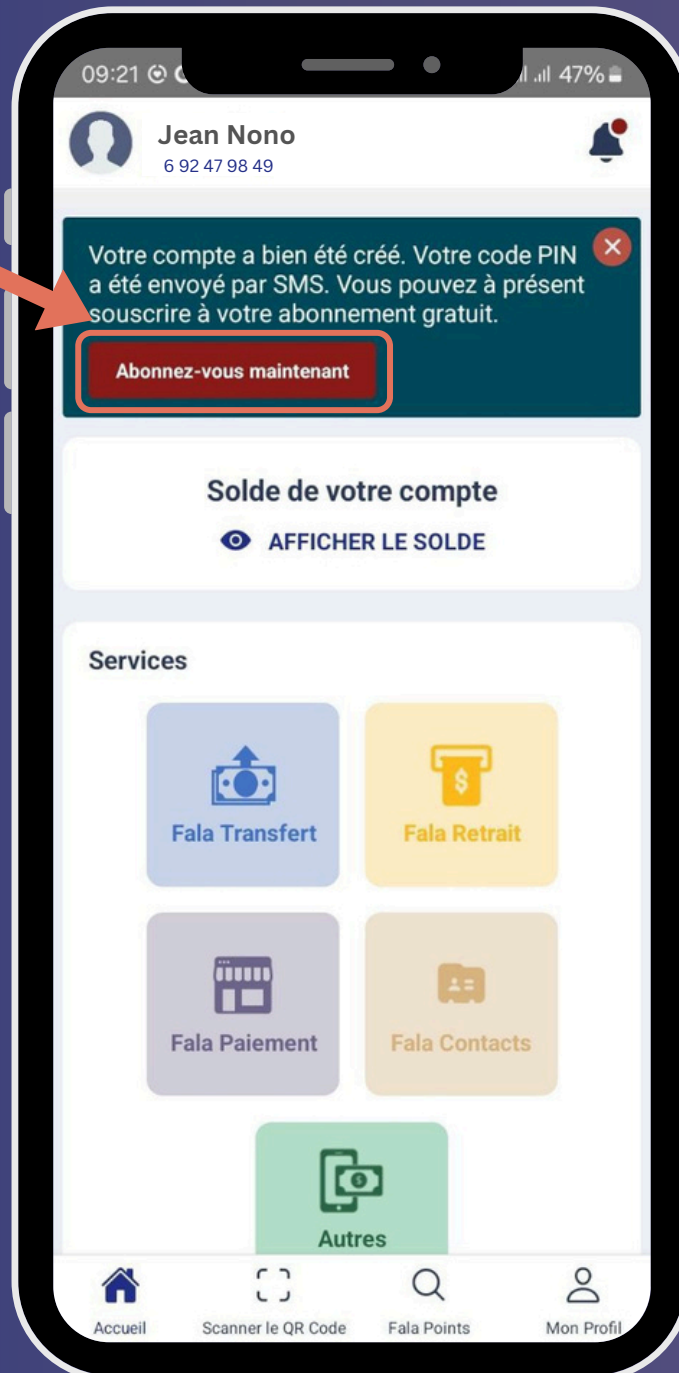 09:21
47%
Jean Nono
6 92 47 98 49
Votre compte a bien été créé. Votre code PIN
a été envoyé par SMS. Vous pouvez à présent
souscrire à votre abonnement gratuit.
Abonnez-vous maintenant
Solde de votre compte
AFFICHER LE SOLDE
Services
Fala Transfert
Fala Retrait
Fala Paiement
Fala Contacts
Autres
Accueil
Scanner le QR Code
Fala Points
Mon Profil